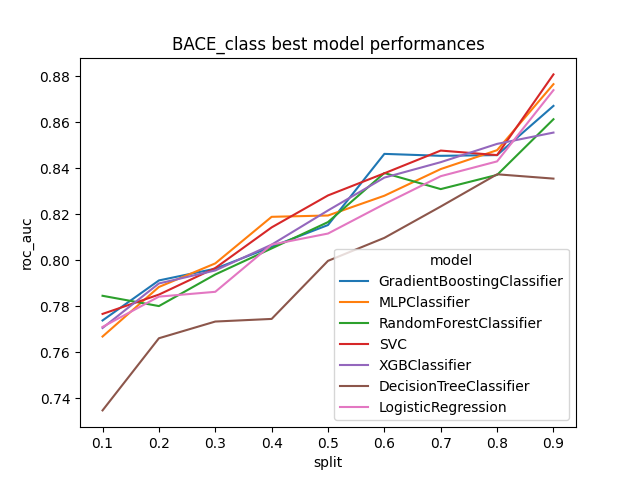 BACE_class best model performances
0.88
0.86
0.84
0.82
0.80
0.78
0.76
0.74
roc_auc
model
GradientBoostingClassifier
MLPClassifier
RandomForestClassifier
SVC
XGBClassifier
DecisionTreeClassifier
LogisticRegression
0.1 0.2 0.3 0.4 0.5 0.6 0.7 0.8 0.9
split